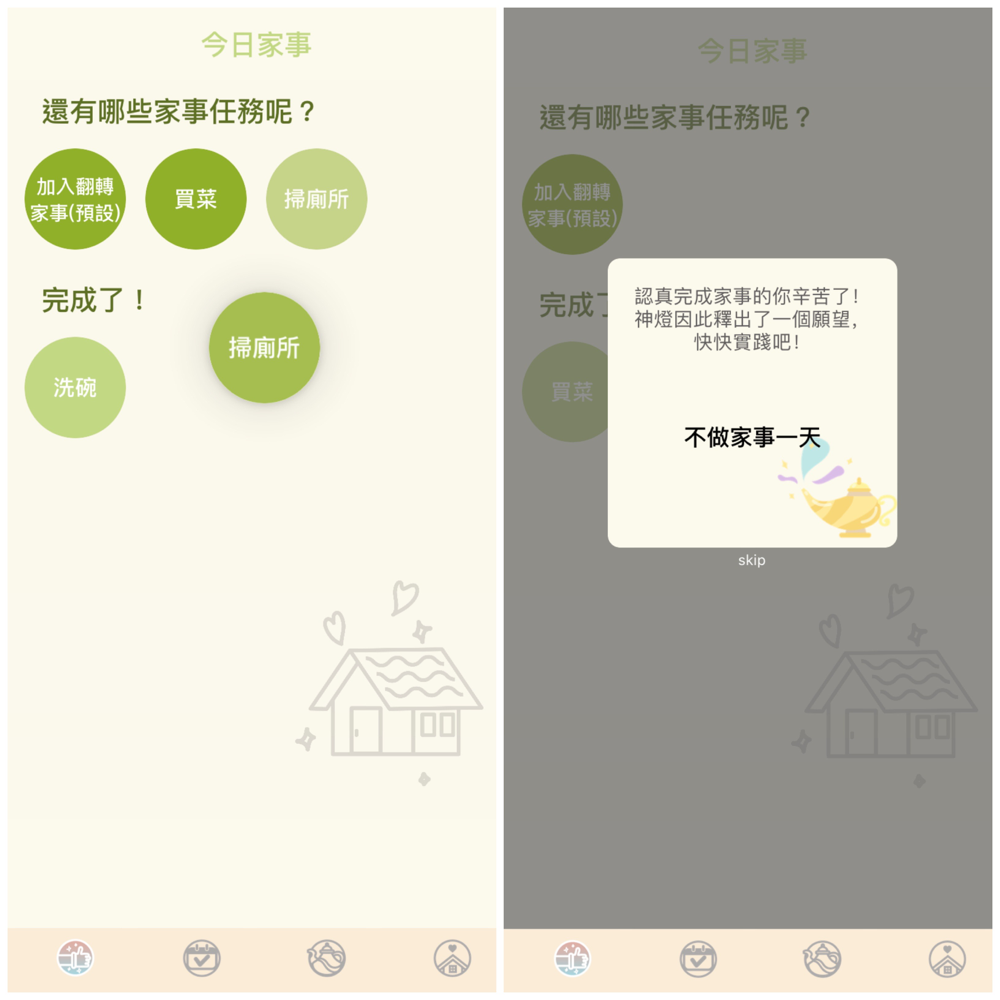 今日家事
還有哪些家事任務呢？
加入翻轉
家事(預設)
買菜
掃廁所
完成了！
掃廁所
洗碗
今日家事
還有哪些家事任務呢？
加入翻轉
家事(預設)
完成了
買菜
認真完成家事的你辛苦了!
神燈因此釋出了一個願望,
快快實踐吧!
不做家事一天
skip